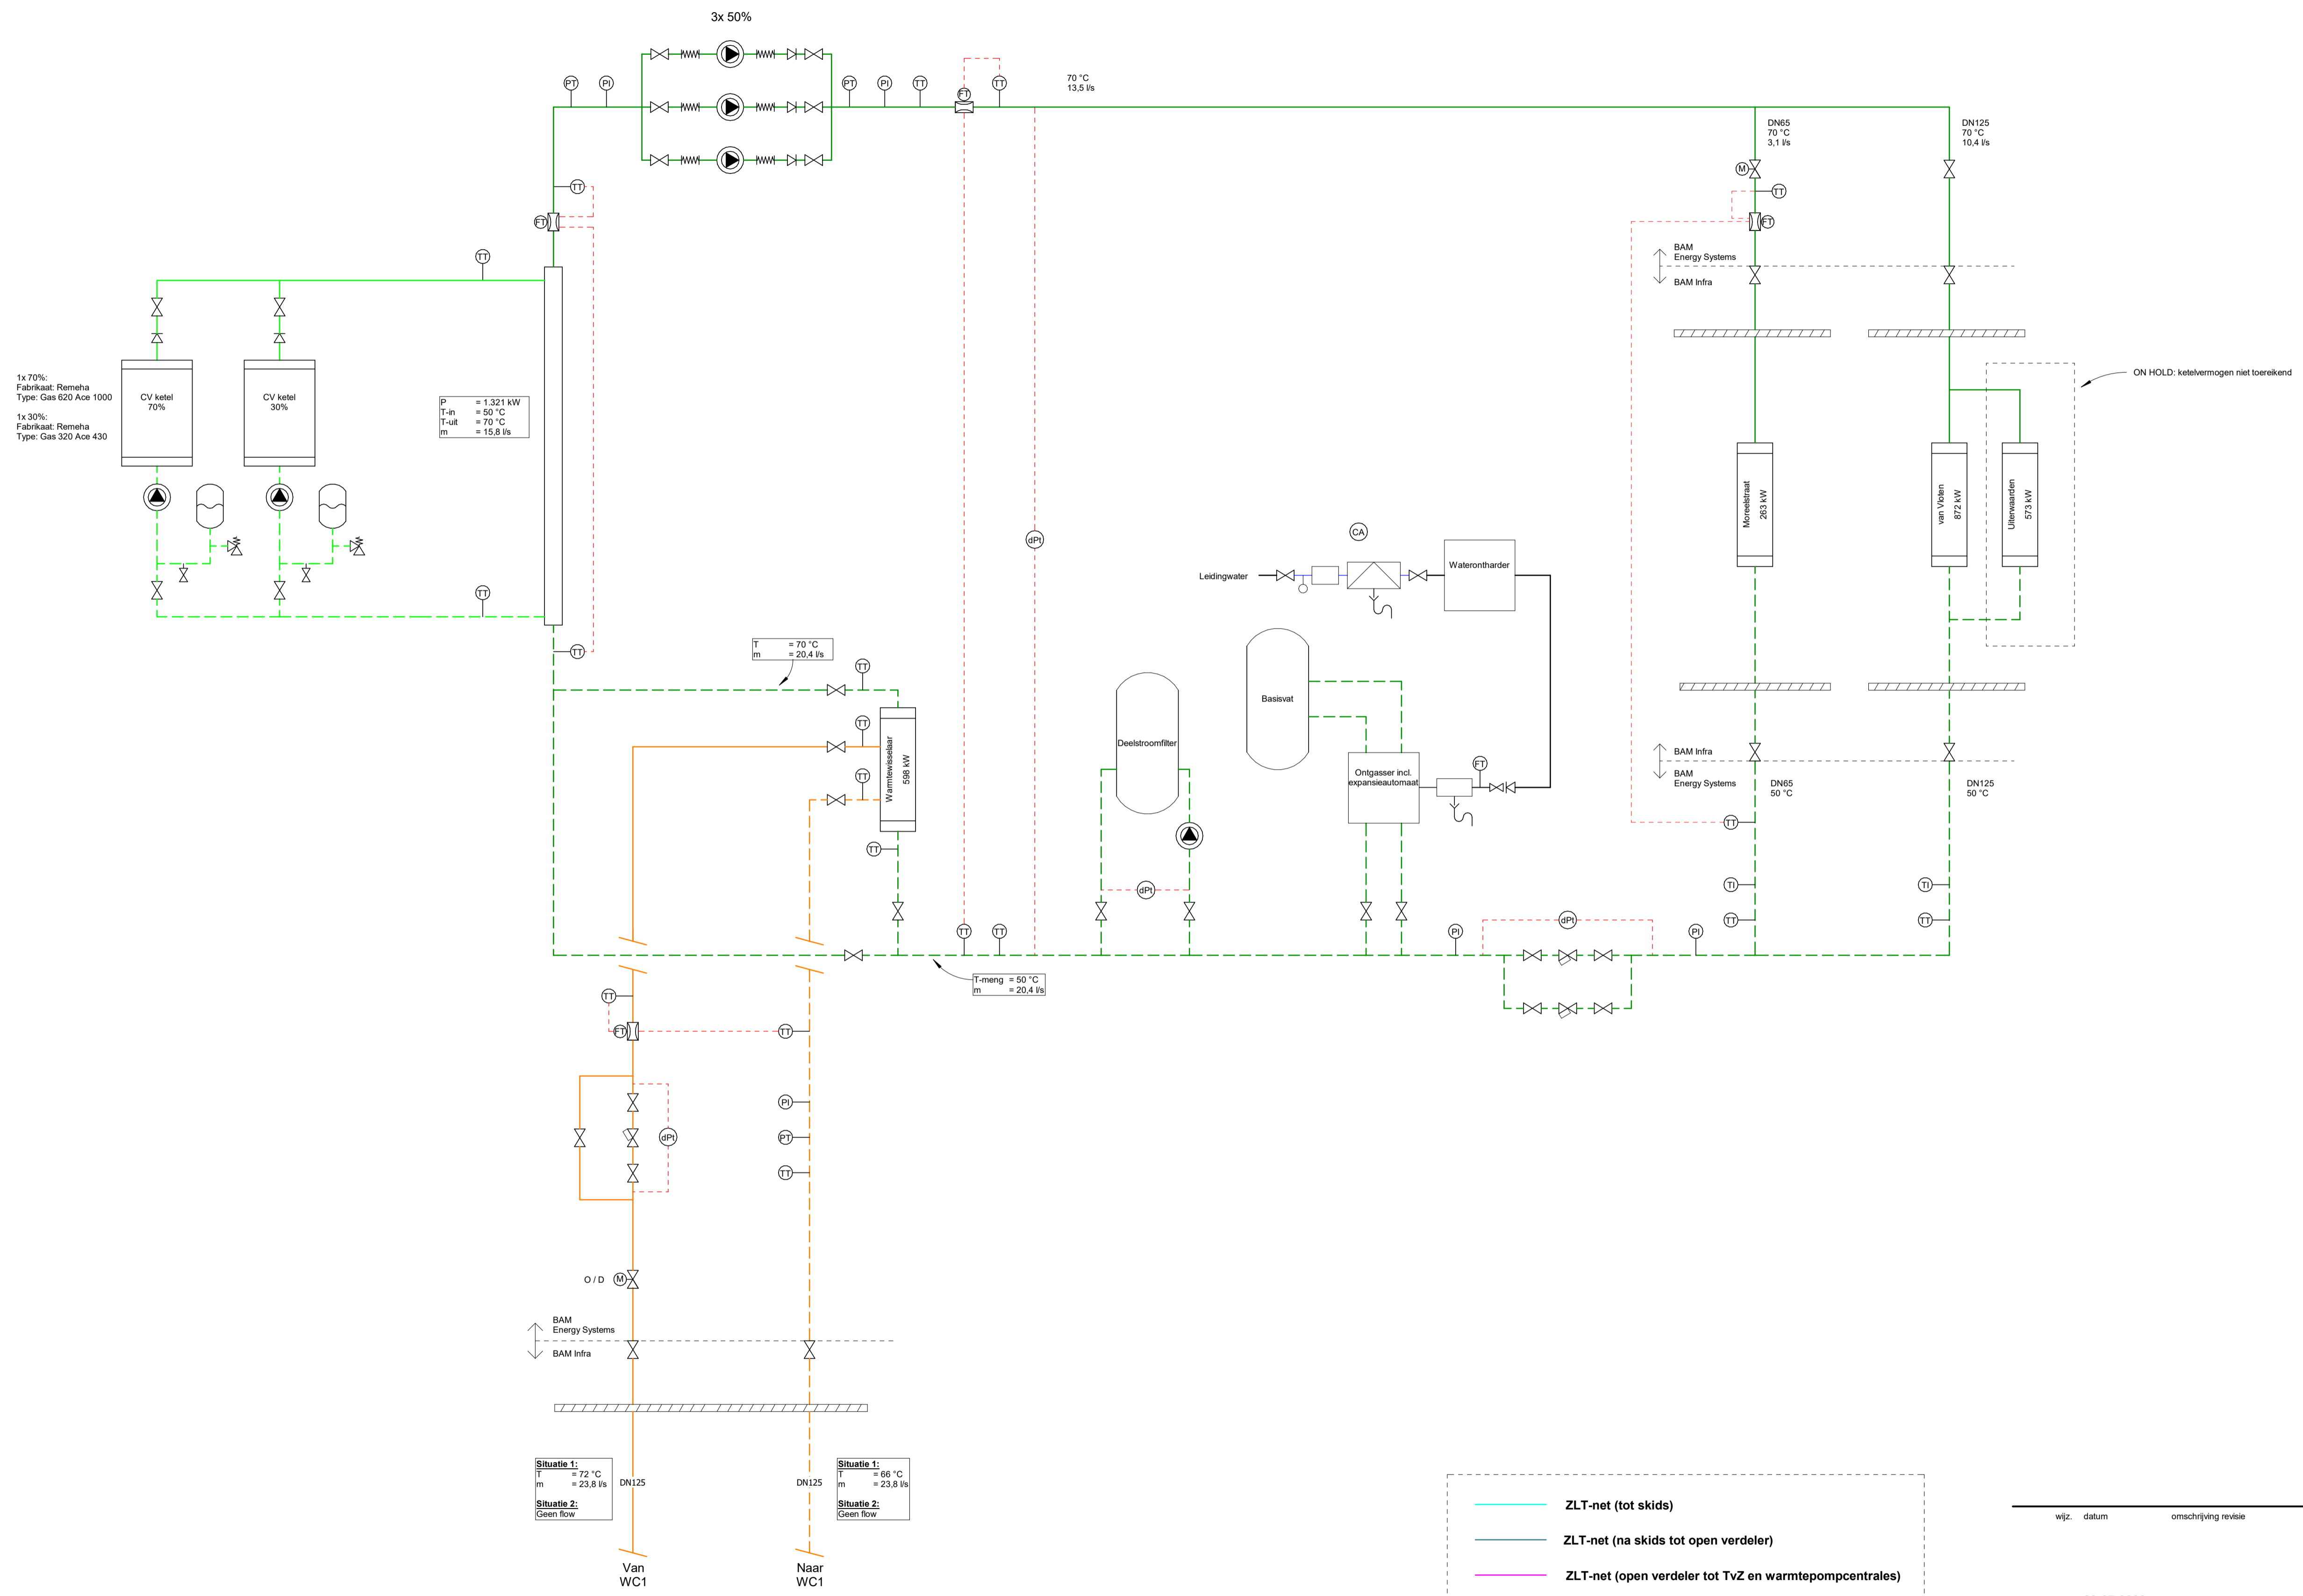 3x 50%
PT
PI
PT
PI
TT
FT
TT
70 °C
13,5 l/s
DN65
70 °C
3,1 l/s
DN125
70 °C
10,4 l/s
M
TT
FT
TT
FT
BAM
Energy Systems
BAM Infra
TT
1x 70%:
Fabrikaat: Remeha
Type: Gas 620 Ace 1000
1x 30%:
Fabrikaat: Remeha
Type: Gas 320 Ace 430
CV ketel
70%
CV ketel
30%
P = 1.321 kW
T-in = 50 °C
T-uit = 70 °C
m = 15,8 l/s
ON HOLD: ketelvermogen niet toereikend
Moreelstraat
263 kW
van Vloten
872 kW
Uiterwaarden
573 kW
dPt
CA
Leidingwater
Waterontharder
TT
TT
T = 70 °C
m = 20,4 l/s
TT
TT
TT
Warmtewisselaar
598 kW
TT
Deelstroomfilter
Basisvat
Ontgasser incl.
expansieautomaat
FT
BAM Infra
BAM
Energy Systems
DN65
50 °C
DN125
50 °C
TT
dPt
TI
TI
TT
TT
TT
TT
PI
dPt
PI
T-meng = 50 °C
m = 20,4 l/s
TT
FT
TT
PI
dPt
PT
TT
O / D
M
BAM
Energy Systems
BAM Infra
Situatie 1:
T = 72 °C
m = 23,8 l/s
Situatie 2:
Geen flow
DN125
DN125
Situatie 1:
T = 66 °C
m = 23,8 l/s
Situatie 2:
Geen flow
Van
WC1
Naar
WC1
ZLT-net (tot skids)
ZLT-net (na skids tot open verdeler)
ZLT-net (open verdeler tot TvZ en warmtepompcentrales)
wijz. datum omschrijving revisie